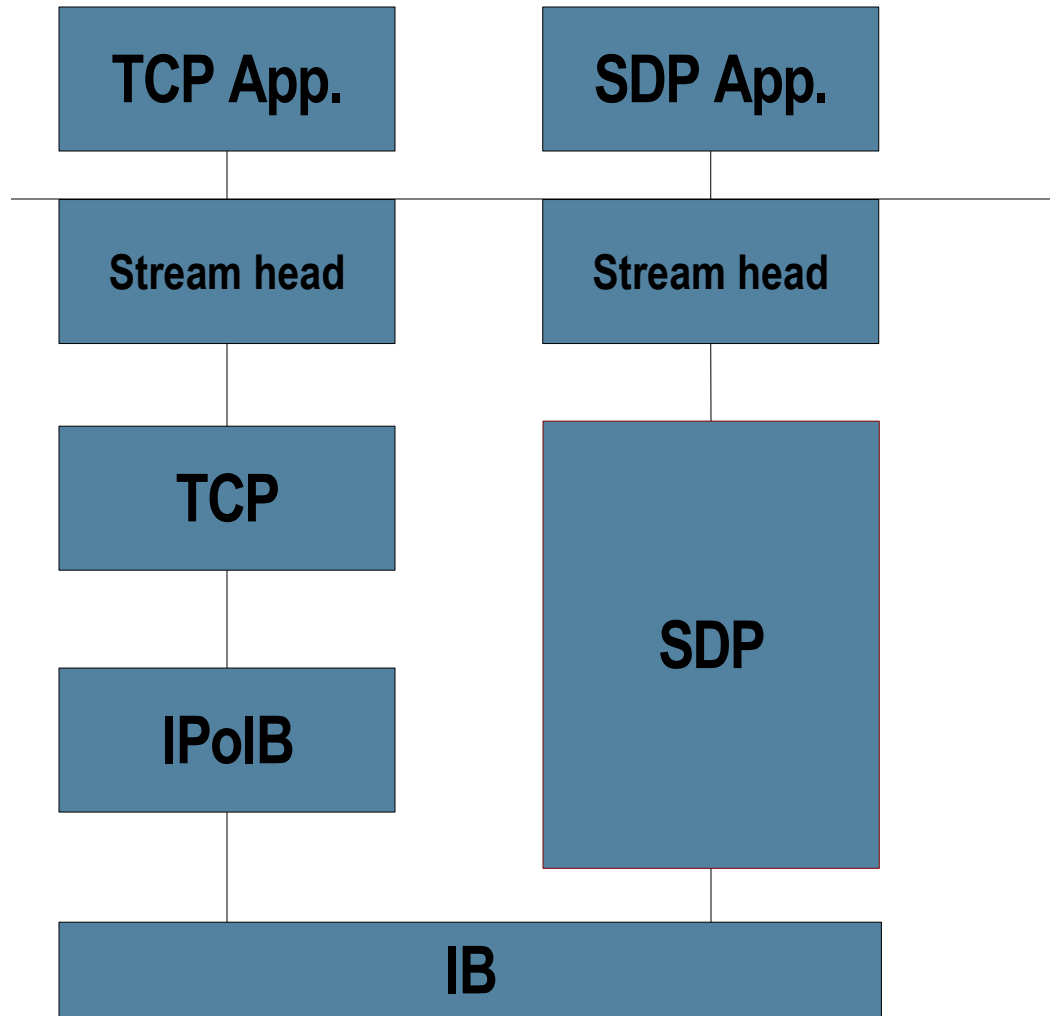 TCP App.
SDP App.
Stream head
Stream head
TCP
SDP
IPoIB
IB